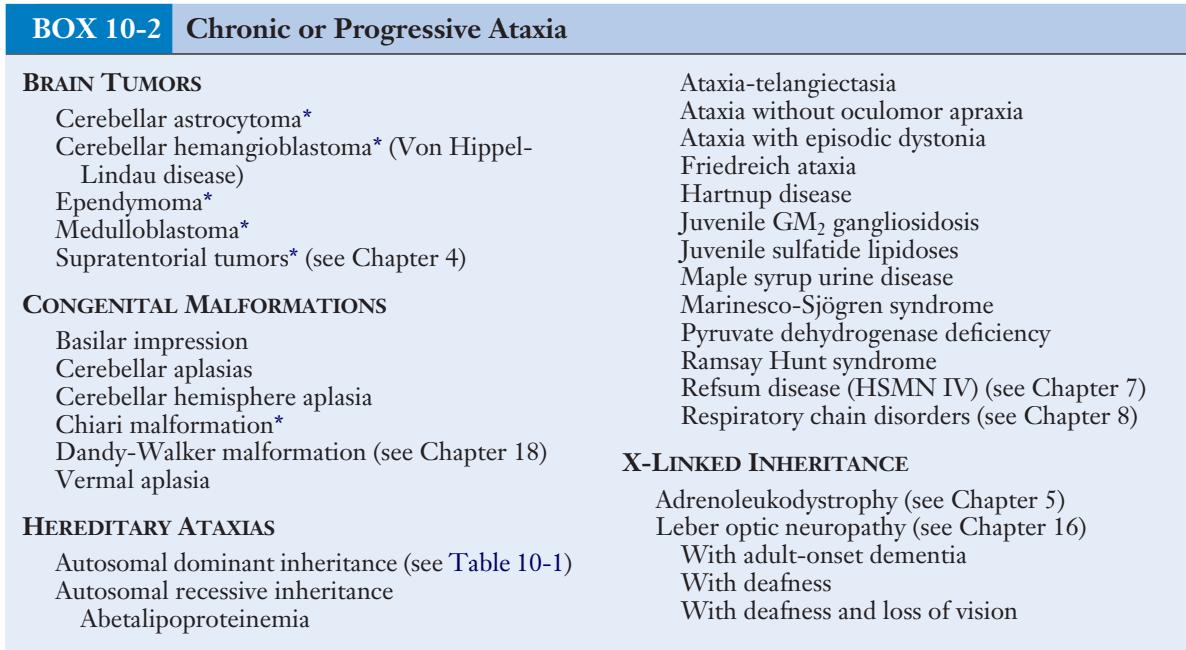 BOX 10-2 Chronic or Progressive Ataxia
BRAIN TUMORS
Cerebellar astrocytoma*
Cerebellar hemangioblastoma* (Von Hippel-
Lindau disease)
Ependymoma*
Medulloblastoma*
Supratentorial tumors* (see Chapter 4)
CONGENITAL MALFORMATIONS
Basilar impression
Cerebellar aplasias
Cerebellar hemisphere aplasia
Chiari malformation*
Dandy-Walker malformation (see Chapter 18)
Vermal aplasia
HEREDITARY ATAXIAS
Autosomal dominant inheritance (see Table 10-1)
Autosomal recessive inheritance
Abetalipoproteinemia
Ataxia-telangiectasia
Ataxia without oculomor apraxia
Ataxia with episodic dystonia
Friedreich ataxia
Hartnup disease
Juvenile GM₂ gangliosidosis
Juvenile sulfatide lipidoses
Maple syrup urine disease
Marinesco-Sjögren syndrome
Pyruvate dehydrogenase deficiency
Ramsay Hunt syndrome
Refsum disease (HSMN IV) (see Chapter 7)
Respiratory chain disorders (see Chapter 8)
X-LINKED INHERITANCE
Adrenoleukodystrophy (see Chapter 5)
Leber optic neuropathy (see Chapter 16)
With adult-onset dementia
With deafness
With deafness and loss of vision